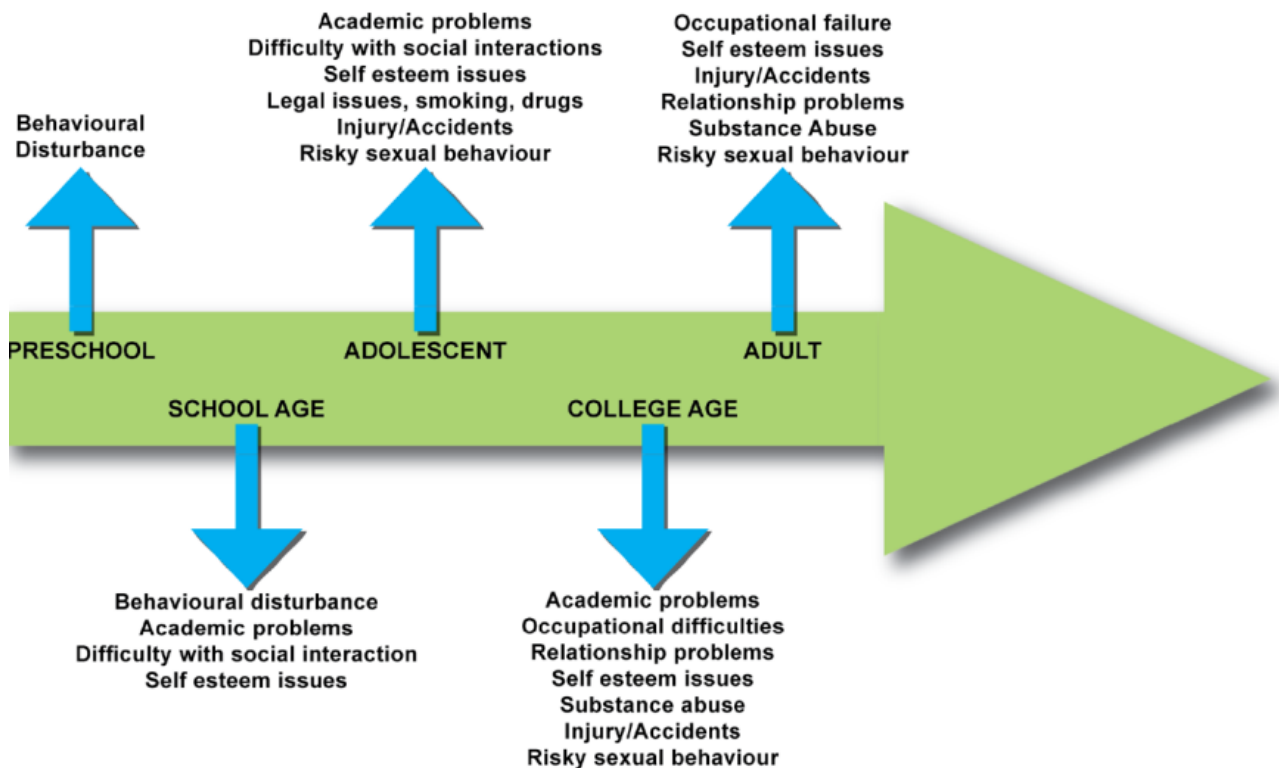 Behavioural
Disturbance
Academic problems
Difficulty with social interactions
Self esteem issues
Legal issues, smoking, drugs
Injury/Accidents
Risky sexual behaviour
Occupational failure
Self esteem issues
Injury/Accidents
Relationship problems
Substance Abuse
Risky sexual behaviour
PRESCHOOL
ADOLESCENT
ADULT
SCHOOL AGE
COLLEGE AGE
Behavioural disturbance
Academic problems
Difficulty with social interaction
Self esteem issues
Academic problems
Occupational difficulties
Relationship problems
Self esteem issues
Substance abuse
Injury/Accidents
Risky sexual behaviour